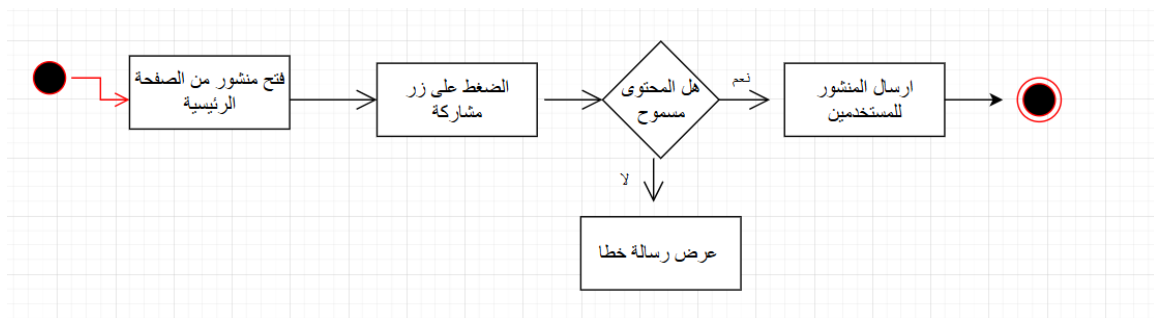 فتح منشور من الصفحة
الرئيسية
الضغط على زر
مشاركة
هل المحتوى
مسموح
نعم
ارسال المنشور
للمستخدمين
لا
عرض رسالة خطا